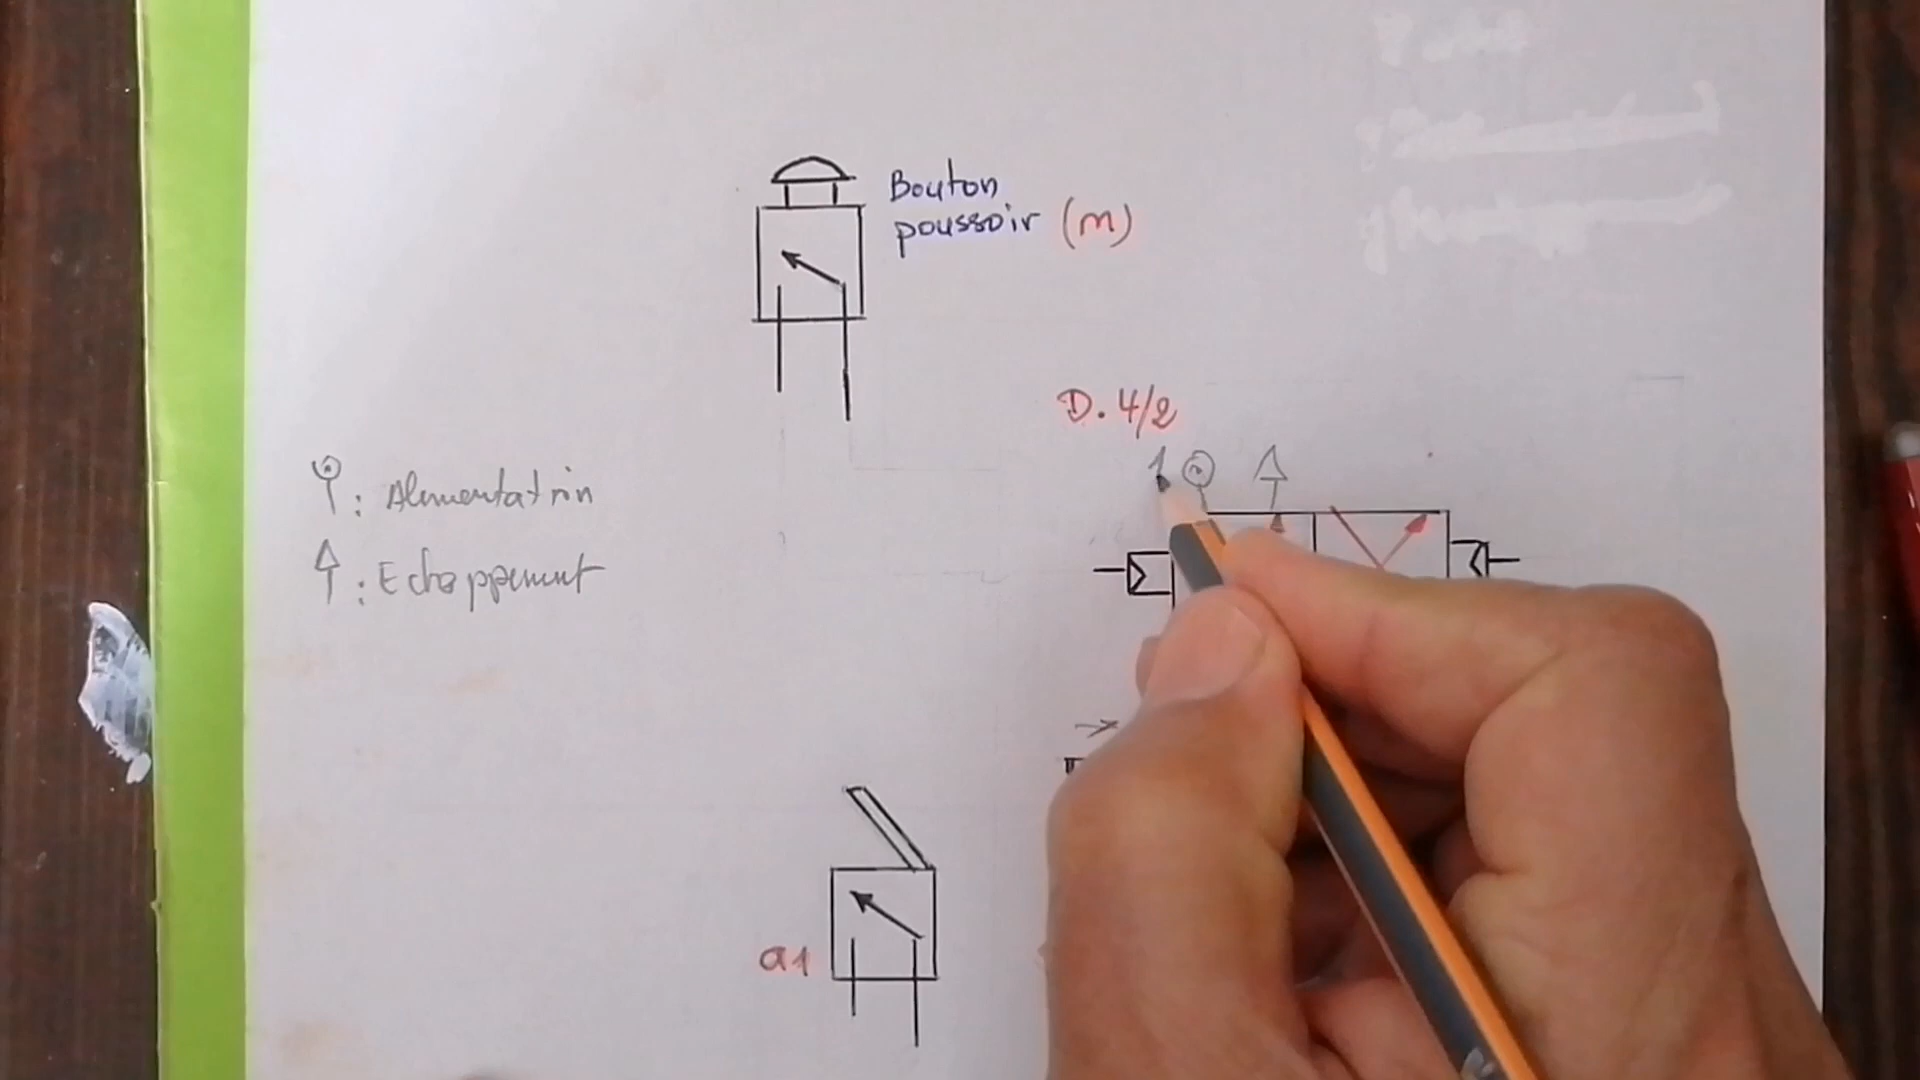 Bouton
poussoir (m)
D. 4/2
1
: Alimentation
: Echappement
a1